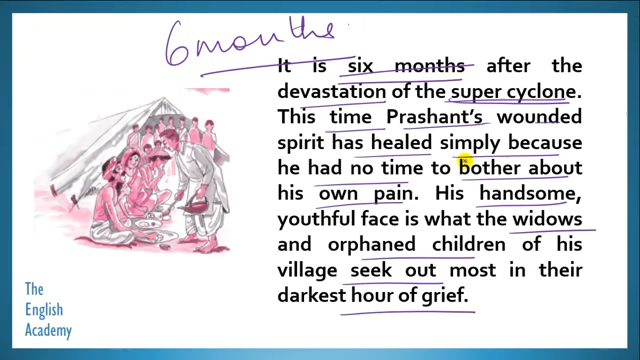 6 months
It is six months after the
devastation of the super cyclone.
This time Prashant's wounded
spirit has healed simply because
he had no time to bother about
his own pain. His handsome,
youthful face is what the widows
and orphaned children of his
village seek out most in their
darkest hour of grief.
The
English
Academy